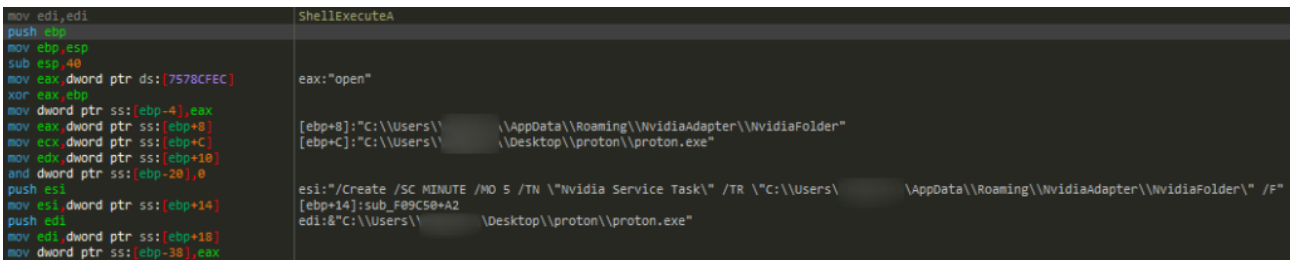 mov edi,edi ShellExecuteA
push ebp
mov ebp,esp
sub esp,40
mov eax,dword ptr ds:[7578CFEC] eax:"open"
xor eax,ebp
mov dword ptr ss:[ebp-4],eax
mov eax,dword ptr ss:[ebp+8] [ebp+8]:"C:\\Users\\ \\AppData\\Roaming\\NvidiaAdapter\\NvidiaFolder"
mov ecx,dword ptr ss:[ebp+C] [ebp+C]:"C:\\Users\\ \\Desktop\\proton\\proton.exe"
mov edx,dword ptr ss:[ebp+10]
and dword ptr ss:[ebp-20],0
push esi esi:"/Create /SC MINUTE /MO 5 /TN \"Nvidia Service Task\" /TR \"C:\\Users\ \AppData\\Roaming\\NvidiaAdapter\\NvidiaFolder\" /F"
mov esi,dword ptr ss:[ebp+14] [ebp+14]:sub_F09C50+A2
push edi edi:&"C:\\Users\\ \\Desktop\\proton\\proton.exe"
mov edi,dword ptr ss:[ebp+18]
mov dword ptr ss:[ebp-38],eax